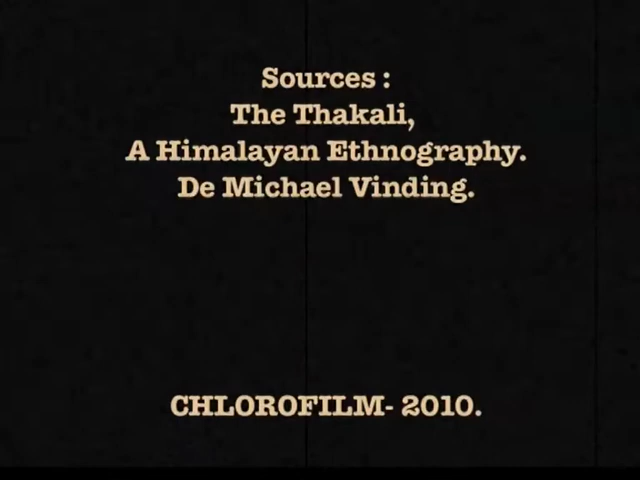 Sources :
The Thakali,
A Himalayan Ethnography.
De Michael Vinding.
CHLOROFILM- 2010.